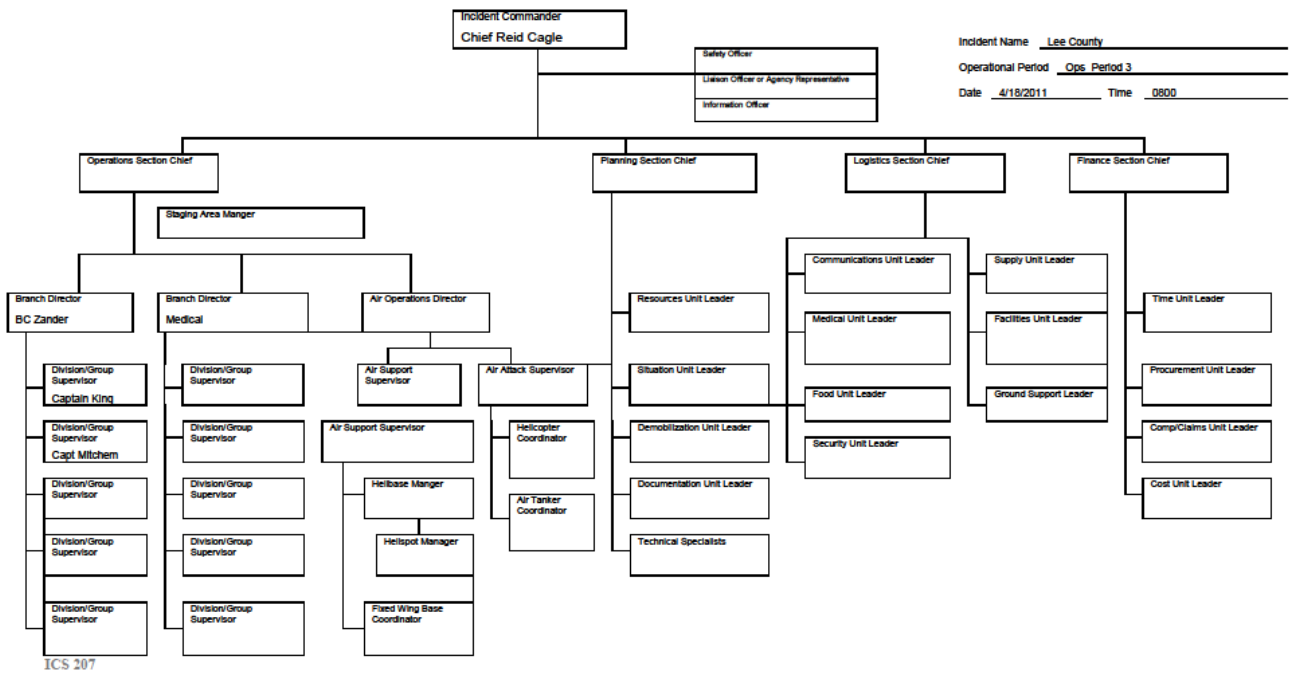 Incident Commander
Chief Reid Cagle
Safety Officer
Liaison Officer or Agency Representative
Information Officer
Incident Name Lee County
Operational Period Ops Period 3
Date 4/18/2011 Time 0800
Operations Section Chief
Planning Section Chief
Logistics Section Chief
Finance Section Chief
Staging Area Manger
Branch Director
BC Zander
Branch Director
Medical
Air Operations Director
Division/Group
Supervisor
Captain King
Division/Group
Supervisor
Capt Mitchem
Division/Group
Supervisor
Division/Group
Supervisor
Division/Group
Supervisor
Division/Group
Supervisor
Division/Group
Supervisor
Division/Group
Supervisor
Division/Group
Supervisor
Division/Group
Supervisor
Air Support
Supervisor
Air Attack Supervisor
Air Support Supervisor
Helibase Manger
Helispot Manager
Fixed Wing Base
Coordinator
Helicopter
Coordinator
Air Tanker
Coordinator
Resources Unit Leader
Situation Unit Leader
Demobilization Unit Leader
Documentation Unit Leader
Technical Specialists
Communications Unit Leader
Medical Unit Leader
Food Unit Leader
Security Unit Leader
Supply Unit Leader
Facilities Unit Leader
Ground Support Leader
Time Unit Leader
Procurement Unit Leader
Comp/Claims Unit Leader
Cost Unit Leader
ICS 207